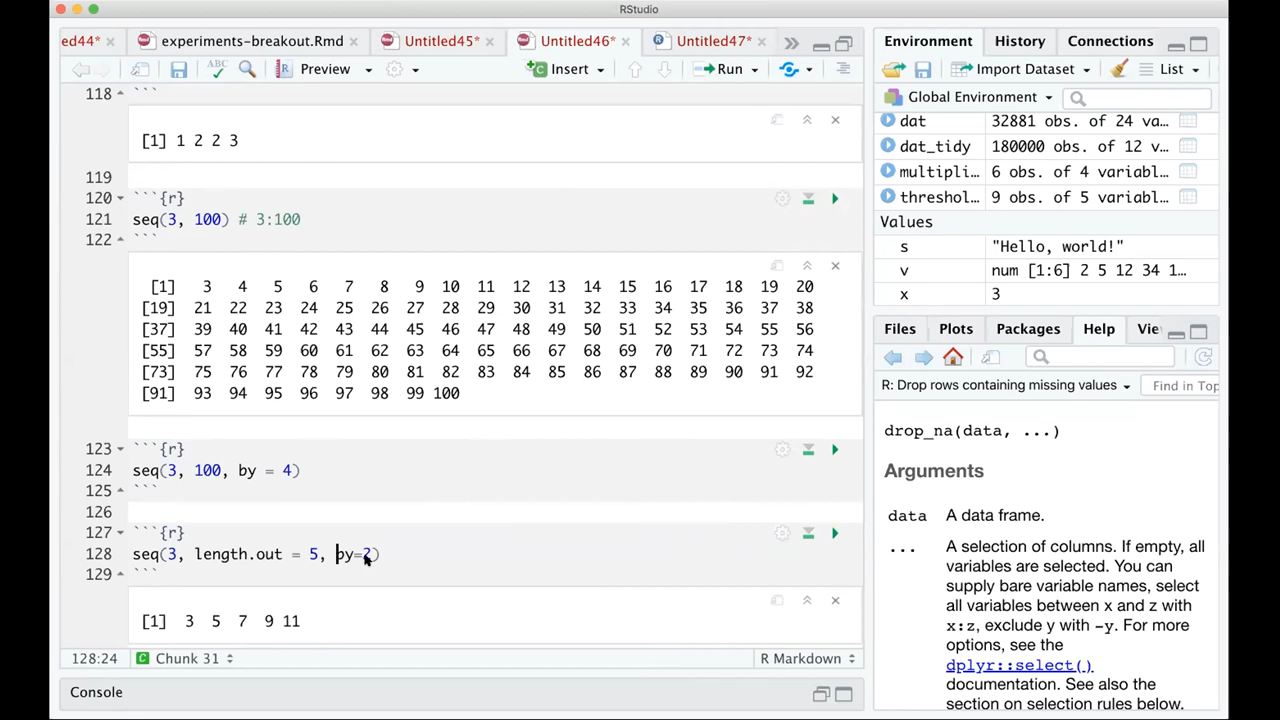 RStudio
ed44* experiments-breakout.Rmd Untitled45* Untitled46* Untitled47*
ABC Preview Insert Run
118 ```
[1] 1 2 2 3
119
120 ```{r}
121 seq(3, 100) # 3:100
122 ```
[1] 3 4 5 6 7 8 9 10 11 12 13 14 15 16 17 18 19 20
[19] 21 22 23 24 25 26 27 28 29 30 31 32 33 34 35 36 37 38
[37] 39 40 41 42 43 44 45 46 47 48 49 50 51 52 53 54 55 56
[55] 57 58 59 60 61 62 63 64 65 66 67 68 69 70 71 72 73 74
[73] 75 76 77 78 79 80 81 82 83 84 85 86 87 88 89 90 91 92
[91] 93 94 95 96 97 98 99 100
123 ```{r}
124 seq(3, 100, by = 4)
125 ```
126
127 ```{r}
128 seq(3, length.out = 5, by=2)
129 ```
[1] 3 5 7 9 11
128:24 Chunk 31 R Markdown
Console
Environment History Connections
Import Dataset List
Global Environment
dat 32881 obs. of 24 va…
dat_tidy 180000 obs. of 12 v…
multipli… 6 obs. of 4 variabl…
threshol… 9 obs. of 5 variabl…
Values
s "Hello, world!"
v num [1:6] 2 5 12 34 1…
x 3
Files Plots Packages Help Vie
R: Drop rows containing missing values Find in Top
drop_na(data, ...)
Arguments
data A data frame.
... A selection of columns. If empty, all
variables are selected. You can
supply bare variable names, select
all variables between x and z with
x:z, exclude y with -y. For more
options, see the
dplyr::select()
documentation. See also the
section on selection rules below.